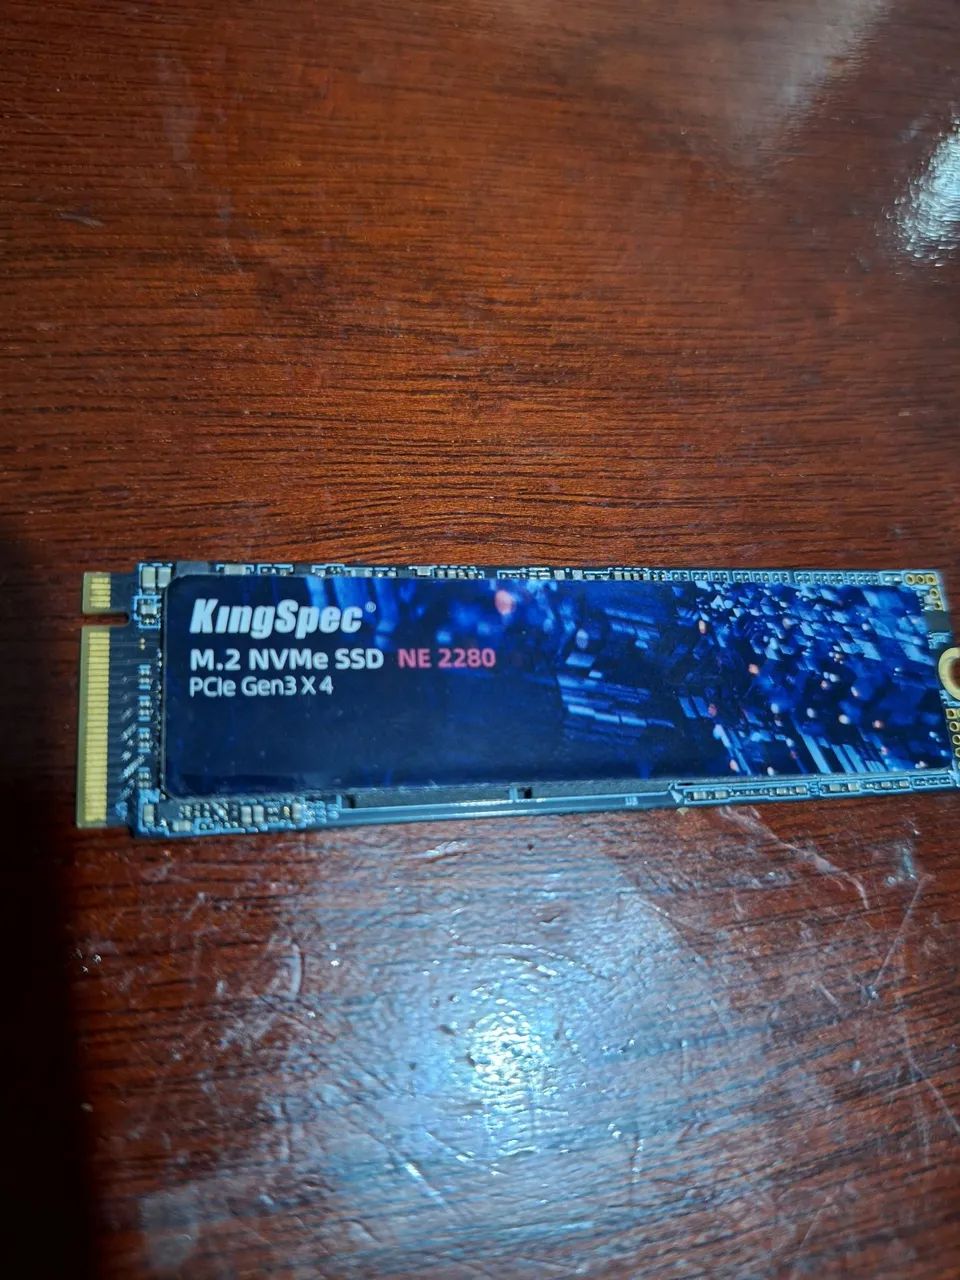 KingSpec®
M.2 NVMe SSD NE 2280
PCIe Gen3 X 4